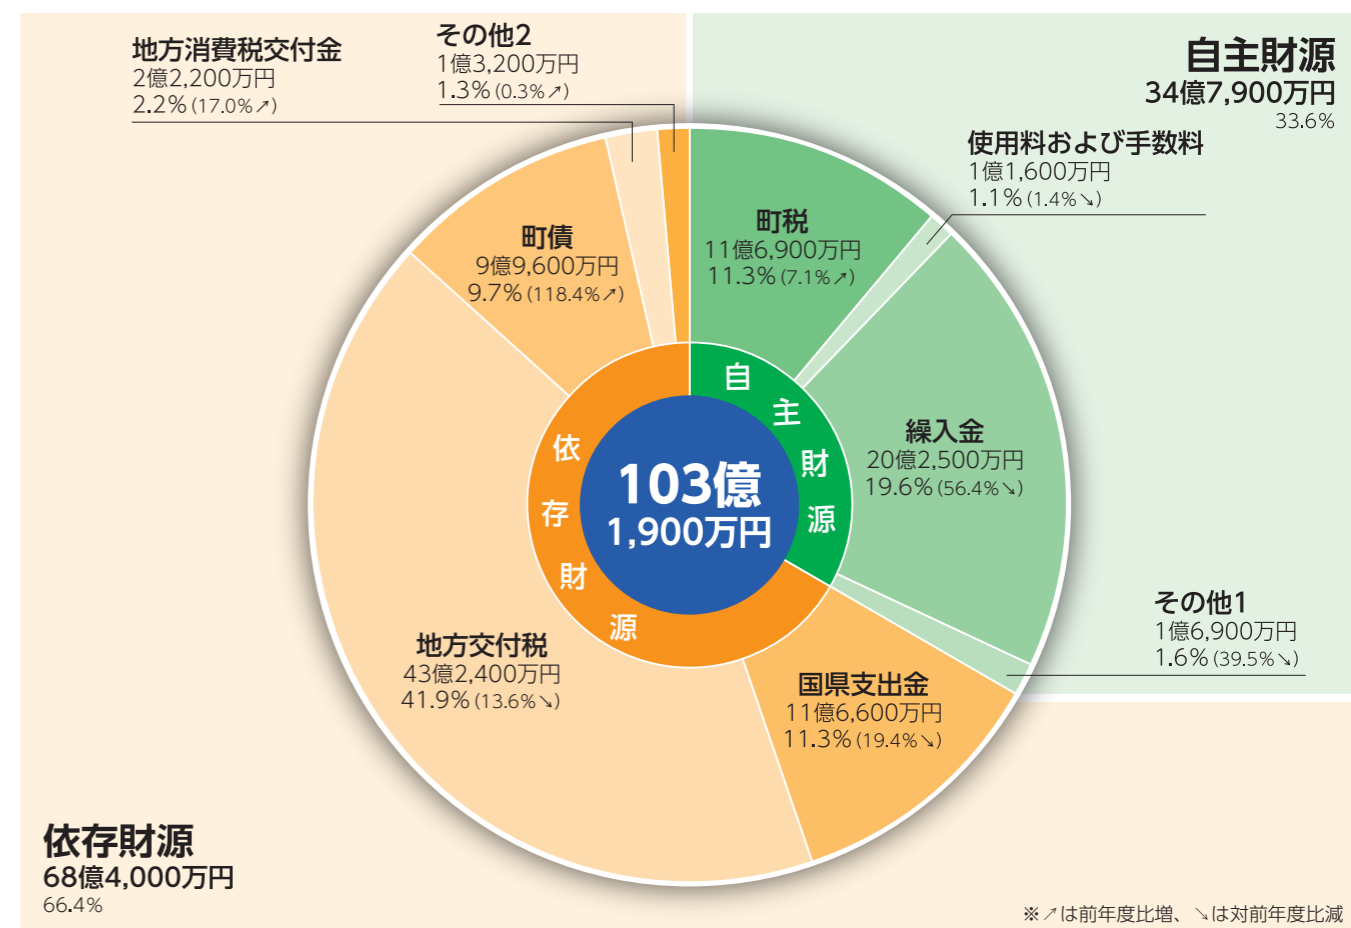 地方消費税交付金
2億2,200万円
2.2% (17.0%↗)
その他2
1億3,200万円
1.3% (0.3%↗)
自主財源
34億7,900万円
33.6%
使用料および手数料
1億1,600万円
1.1% (1.4%↘)
町税
11億6,900万円
11.3% (7.1%↗)
町債
9億9,600万円
9.7% (118.4%↗)
繰入金
20億2,500万円
19.6% (56.4%↘)
自主財源
依存財源
103億
1,900万円
その他1
1億6,900万円
1.6% (39.5%↘)
地方交付税
43億2,400万円
41.9% (13.6%↘)
国県支出金
11億6,600万円
11.3% (19.4%↘)
依存財源
68億4,000万円
66.4%
※↗は前年度比増、↘は対前年度比減